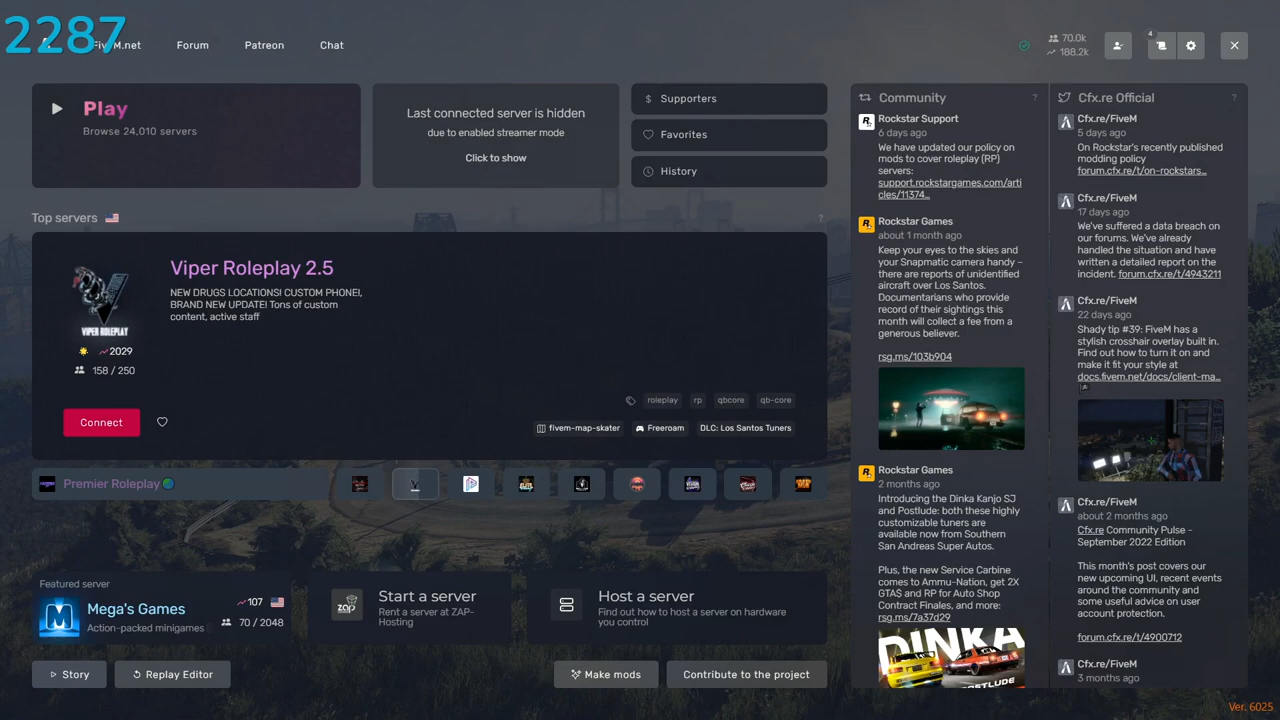 2287
FiveM.net
Forum
Patreon
Chat
70.0k
188.2k
4
Play
Browse 24,010 servers
Last connected server is hidden
due to enabled streamer mode
Click to show
$ Supporters
Favorites
History
Top servers
?
Viper Roleplay 2.5
NEW DRUGS LOCATIONS! CUSTOM PHONE!,
BRAND NEW UPDATE! Tons of custom
content, active staff
VIPER ROLEPLAY
2029
158 / 250
Connect
roleplay
rp
qbcore
qb-core
fivem-map-skater
Freeroam
DLC: Los Santos Tuners
Premier Roleplay
Featured server
Mega's Games
Action-packed minigames
107
70 / 2048
ZAP
Start a server
Rent a server at ZAP-
Hosting
Host a server
Find out how to host a server on hardware
you control
Story
Replay Editor
Make mods
Contribute to the project
Community
?
Rockstar Support
6 days ago
We have updated our policy on
mods to cover roleplay (RP)
servers:
support.rockstargames.com/arti
cles/11374…
Rockstar Games
about 1 month ago
Keep your eyes to the skies and
your Snapmatic camera handy –
there are reports of unidentified
aircraft over Los Santos.
Documentarians who provide
record of their sightings this
month will collect a fee from a
generous believer.
rsg.ms/103b904
Rockstar Games
2 months ago
Introducing the Dinka Kanjo SJ
and Postlude: both these highly
customizable tuners are
available now from Southern
San Andreas Super Autos.
Plus, the new Service Carbine
comes to Ammu-Nation, get 2X
GTA$ and RP for Auto Shop
Contract Finales, and more:
rsg.ms/7a37d29
DINKA
POSTLUDE
Cfx.re Official
?
Cfx.re/FiveM
5 days ago
On Rockstar's recently published
modding policy
forum.cfx.re/t/on-rockstars…
Cfx.re/FiveM
17 days ago
We've suffered a data breach on
our forums. We've already
handled the situation and have
written a detailed report on the
incident. forum.cfx.re/t/4943211
Cfx.re/FiveM
22 days ago
Shady tip #39: FiveM has a
stylish crosshair overlay built in.
Find out how to turn it on and
make it fit your style at
docs.fivem.net/docs/client-ma…
Cfx.re/FiveM
about 2 months ago
Cfx.re Community Pulse –
September 2022 Edition
This month's post covers our
new upcoming UI, recent events
around the community and
some useful advice on user
account protection.
forum.cfx.re/t/4900712
Cfx.re/FiveM
3 months ago
Ver. 6025